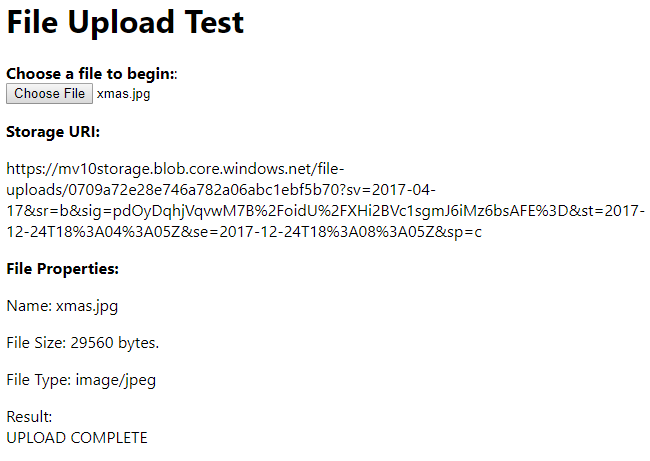 File Upload Test
Choose a file to begin::
Choose File xmas.jpg
Storage URI:
https://mv10storage.blob.core.windows.net/file-
uploads/0709a72e28e746a782a06abc1ebf5b70?sv=2017-04-
17&sr=b&sig=pdOyDqhjVqvwM7B%2FoidU%2FXHi2BVc1sgmJ6iMz6bsAFE%3D&st=2017-
12-24T18%3A04%3A05Z&se=2017-12-24T18%3A08%3A05Z&sp=c
File Properties:
Name: xmas.jpg
File Size: 29560 bytes.
File Type: image/jpeg
Result:
UPLOAD COMPLETE